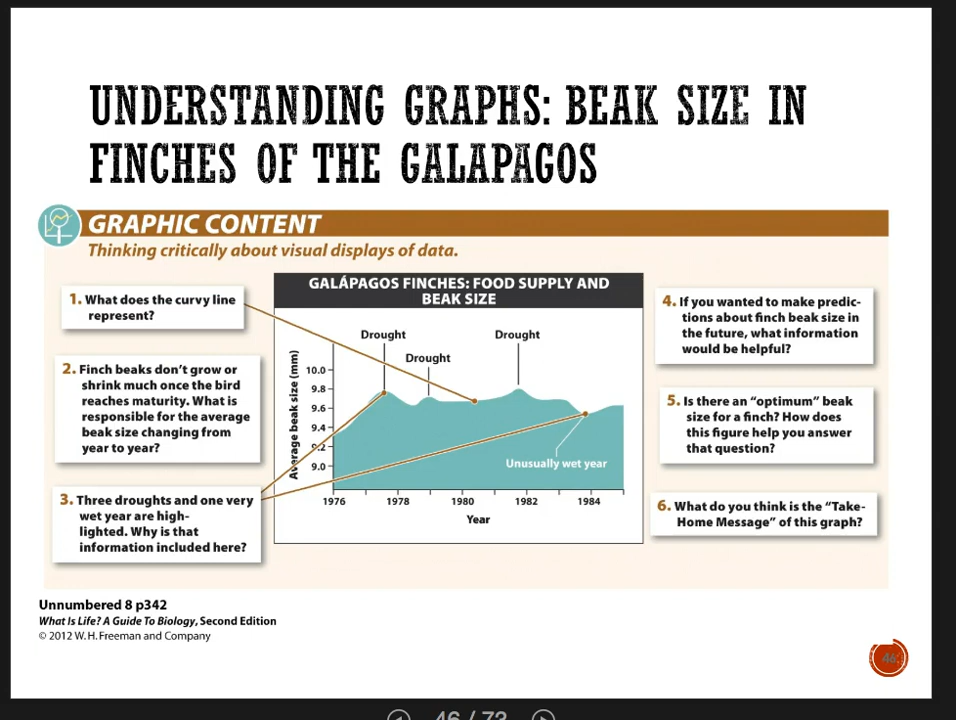 UNDERSTANDING GRAPHS: BEAK SIZE IN
FINCHES OF THE GALAPAGOS
GRAPHIC CONTENT
Thinking critically about visual displays of data.
1. What does the curvy line
represent?
2. Finch beaks don't grow or
shrink much once the bird
reaches maturity. What is
responsible for the average
beak size changing from
year to year?
3. Three droughts and one very
wet year are high-
lighted. Why is that
information included here?
GALÁPAGOS FINCHES: FOOD SUPPLY AND
BEAK SIZE
Drought
Drought
Drought
Average beak size (mm)
10.0
9.8
9.6
9.4
9.2
9.0
Unusually wet year
1976 1978 1980 1982 1984
Year
4. If you wanted to make predic-
tions about finch beak size in
the future, what information
would be helpful?
5. Is there an "optimum" beak
size for a finch? How does
this figure help you answer
that question?
6. What do you think is the "Take-
Home Message" of this graph?
Unnumbered 8 p342
What Is Life? A Guide To Biology, Second Edition
© 2012 W. H. Freeman and Company
46
46 / 73